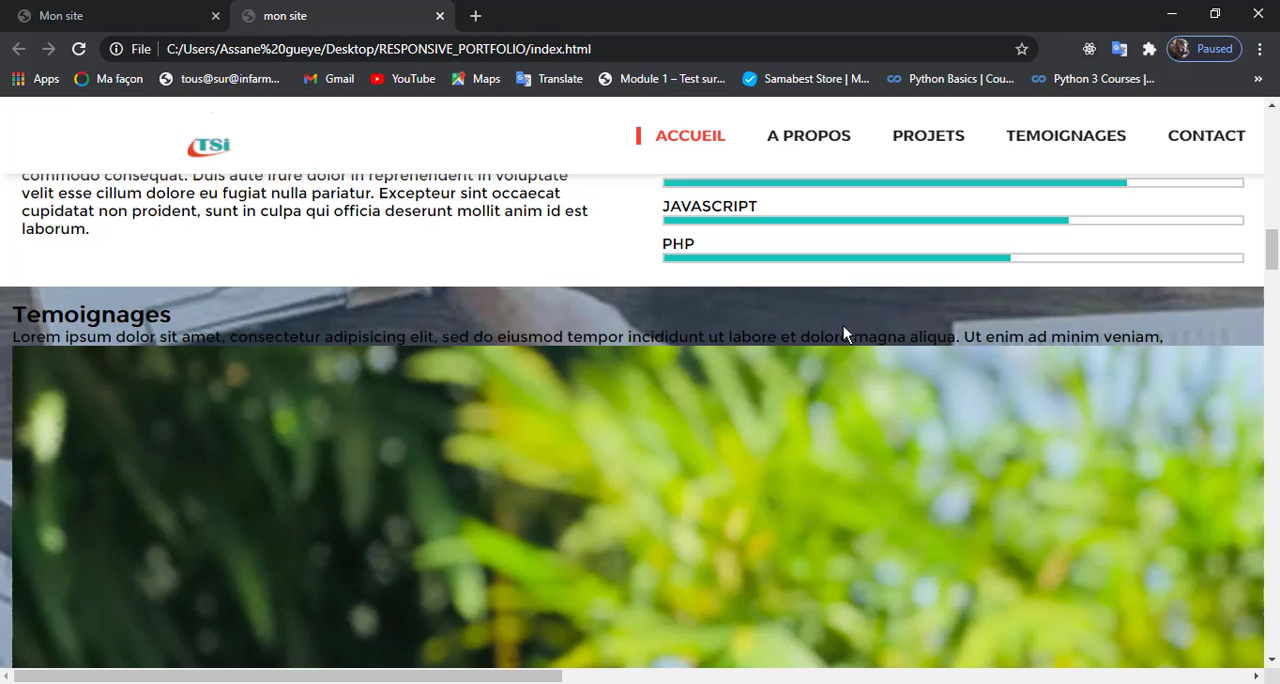 Mon site
mon site
File C:/Users/Assane%20gueye/Desktop/RESPONSIVE_PORTFOLIO/index.html
Paused
Apps Ma façon tous@sur@infarm... Gmail YouTube Maps Translate Module 1 – Test sur... Samabest Store | M... Python Basics | Cou... Python 3 Courses |... »
TSi
ACCUEIL A PROPOS PROJETS TEMOIGNAGES CONTACT
commodo consequat. Duis aute irure dolor in reprehenderit in voluptate
velit esse cillum dolore eu fugiat nulla pariatur. Excepteur sint occaecat
cupidatat non proident, sunt in culpa qui officia deserunt mollit anim id est
laborum.
JAVASCRIPT
PHP
Temoignages
Lorem ipsum dolor sit amet, consectetur adipisicing elit, sed do eiusmod tempor incididunt ut labore et dolore magna aliqua. Ut enim ad minim veniam,